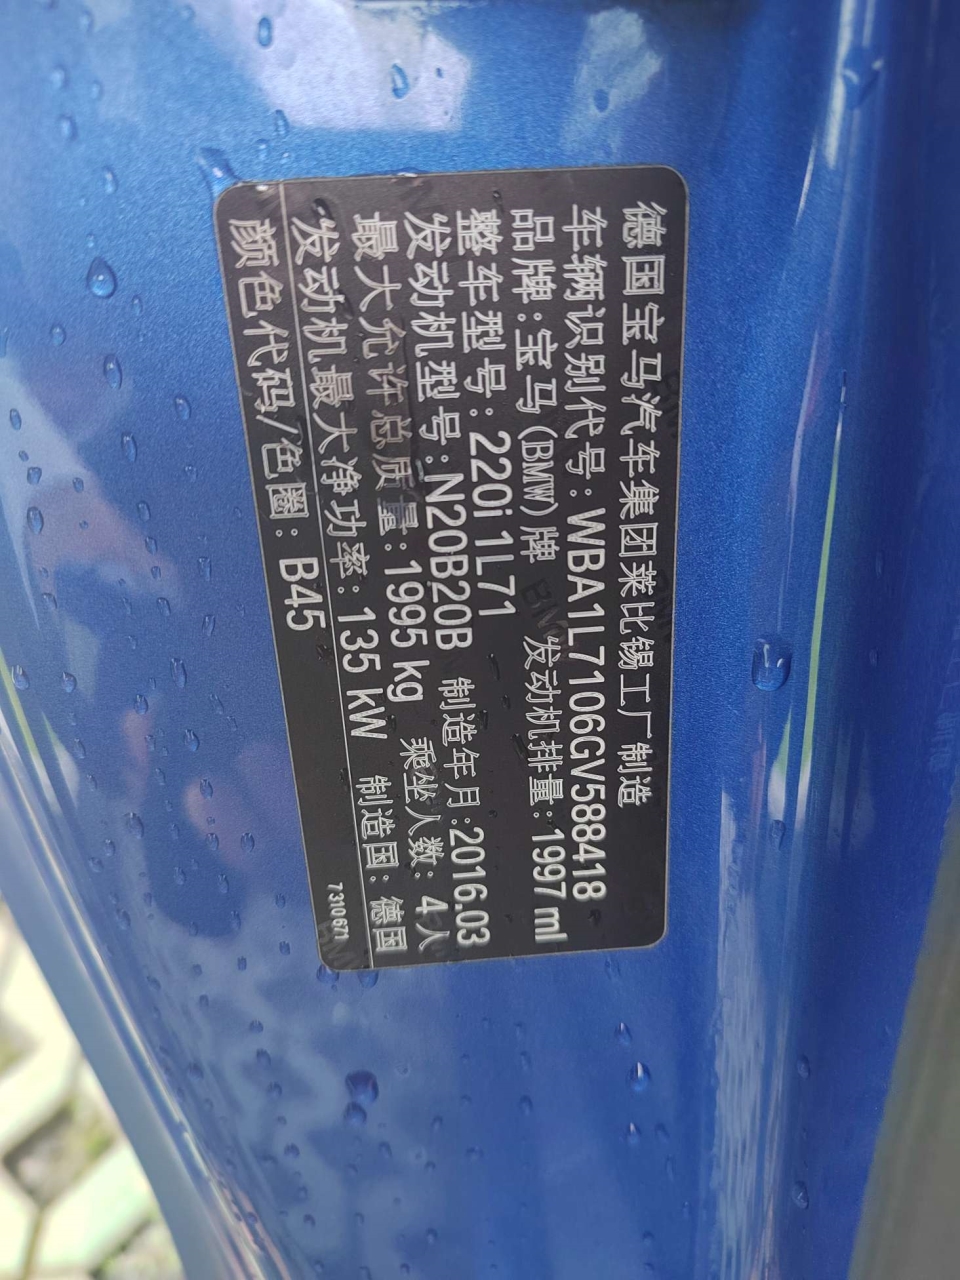 德国宝马汽车集团莱比锡工厂制造
车辆识别代号:WBA1L7106GV588418
品牌:宝马(BMW)牌 发动机排量:1997 ml
整车型号:220i 1L71
发动机型号:N20B20B 制造年月:2016.03
最大允许总质量:1995 kg 乘坐人数: 4人
发动机最大净功率: 135 kW 制造国: 德国
颜色代码/色圈: B45
7310671